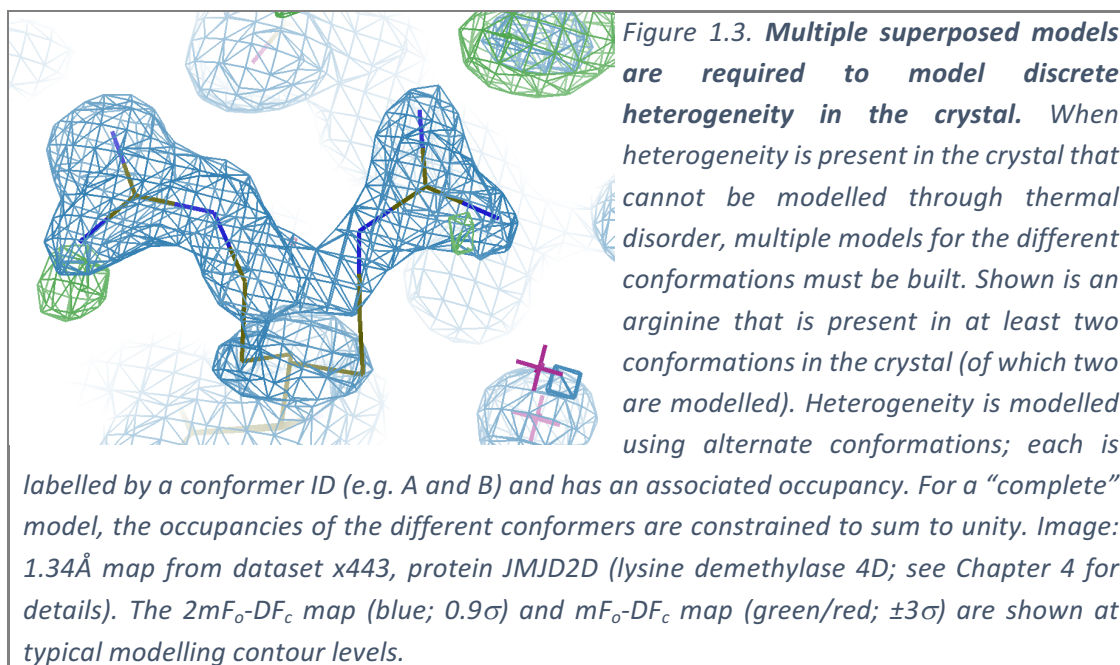 Figure 1.3. Multiple superposed models
are required to model discrete
heterogeneity in the crystal. When
heterogeneity is present in the crystal that
cannot be modelled through thermal
disorder, multiple models for the different
conformations must be built. Shown is an
arginine that is present in at least two
conformations in the crystal (of which two
are modelled). Heterogeneity is modelled
using alternate conformations; each is
labelled by a conformer ID (e.g. A and B) and has an associated occupancy. For a “complete”
model, the occupancies of the different conformers are constrained to sum to unity. Image:
1.34Å map from dataset x443, protein JMJD2D (lysine demethylase 4D; see Chapter 4 for
details). The 2mFo-DFc map (blue; 0.9σ) and mFo-DFc map (green/red; ±3σ) are shown at
typical modelling contour levels.